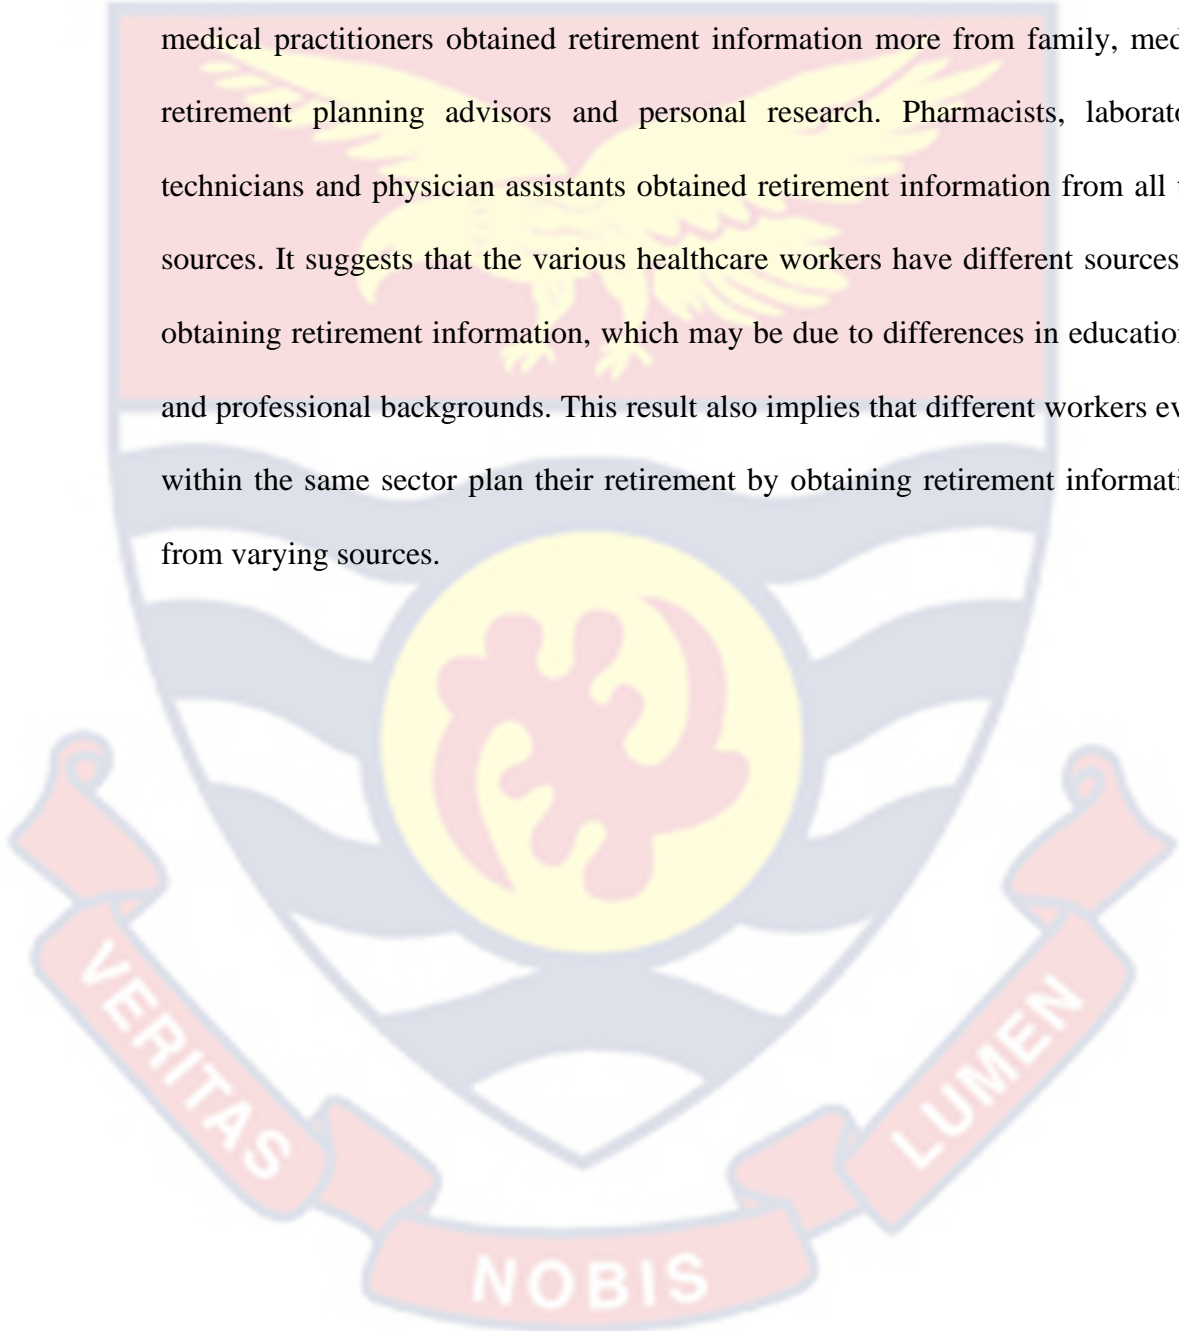 medical practitioners obtained retirement information more from family, med
retirement planning advisors and personal research. Pharmacists, laborato
technicians and physician assistants obtained retirement information from all
sources. It suggests that the various healthcare workers have different sources
obtaining retirement information, which may be due to differences in education
and professional backgrounds. This result also implies that different workers ev
within the same sector plan their retirement by obtaining retirement informati
from varying sources.
VERITAS
NOBIS
LUMEN